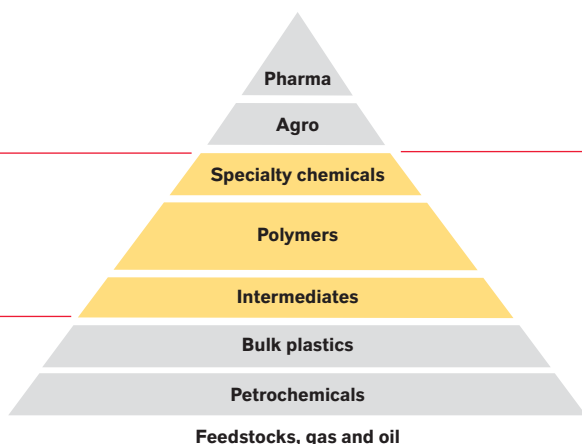 Pharma
Agro
Specialty chemicals
Polymers
Intermediates
Bulk plastics
Petrochemicals
Feedstocks, gas and oil